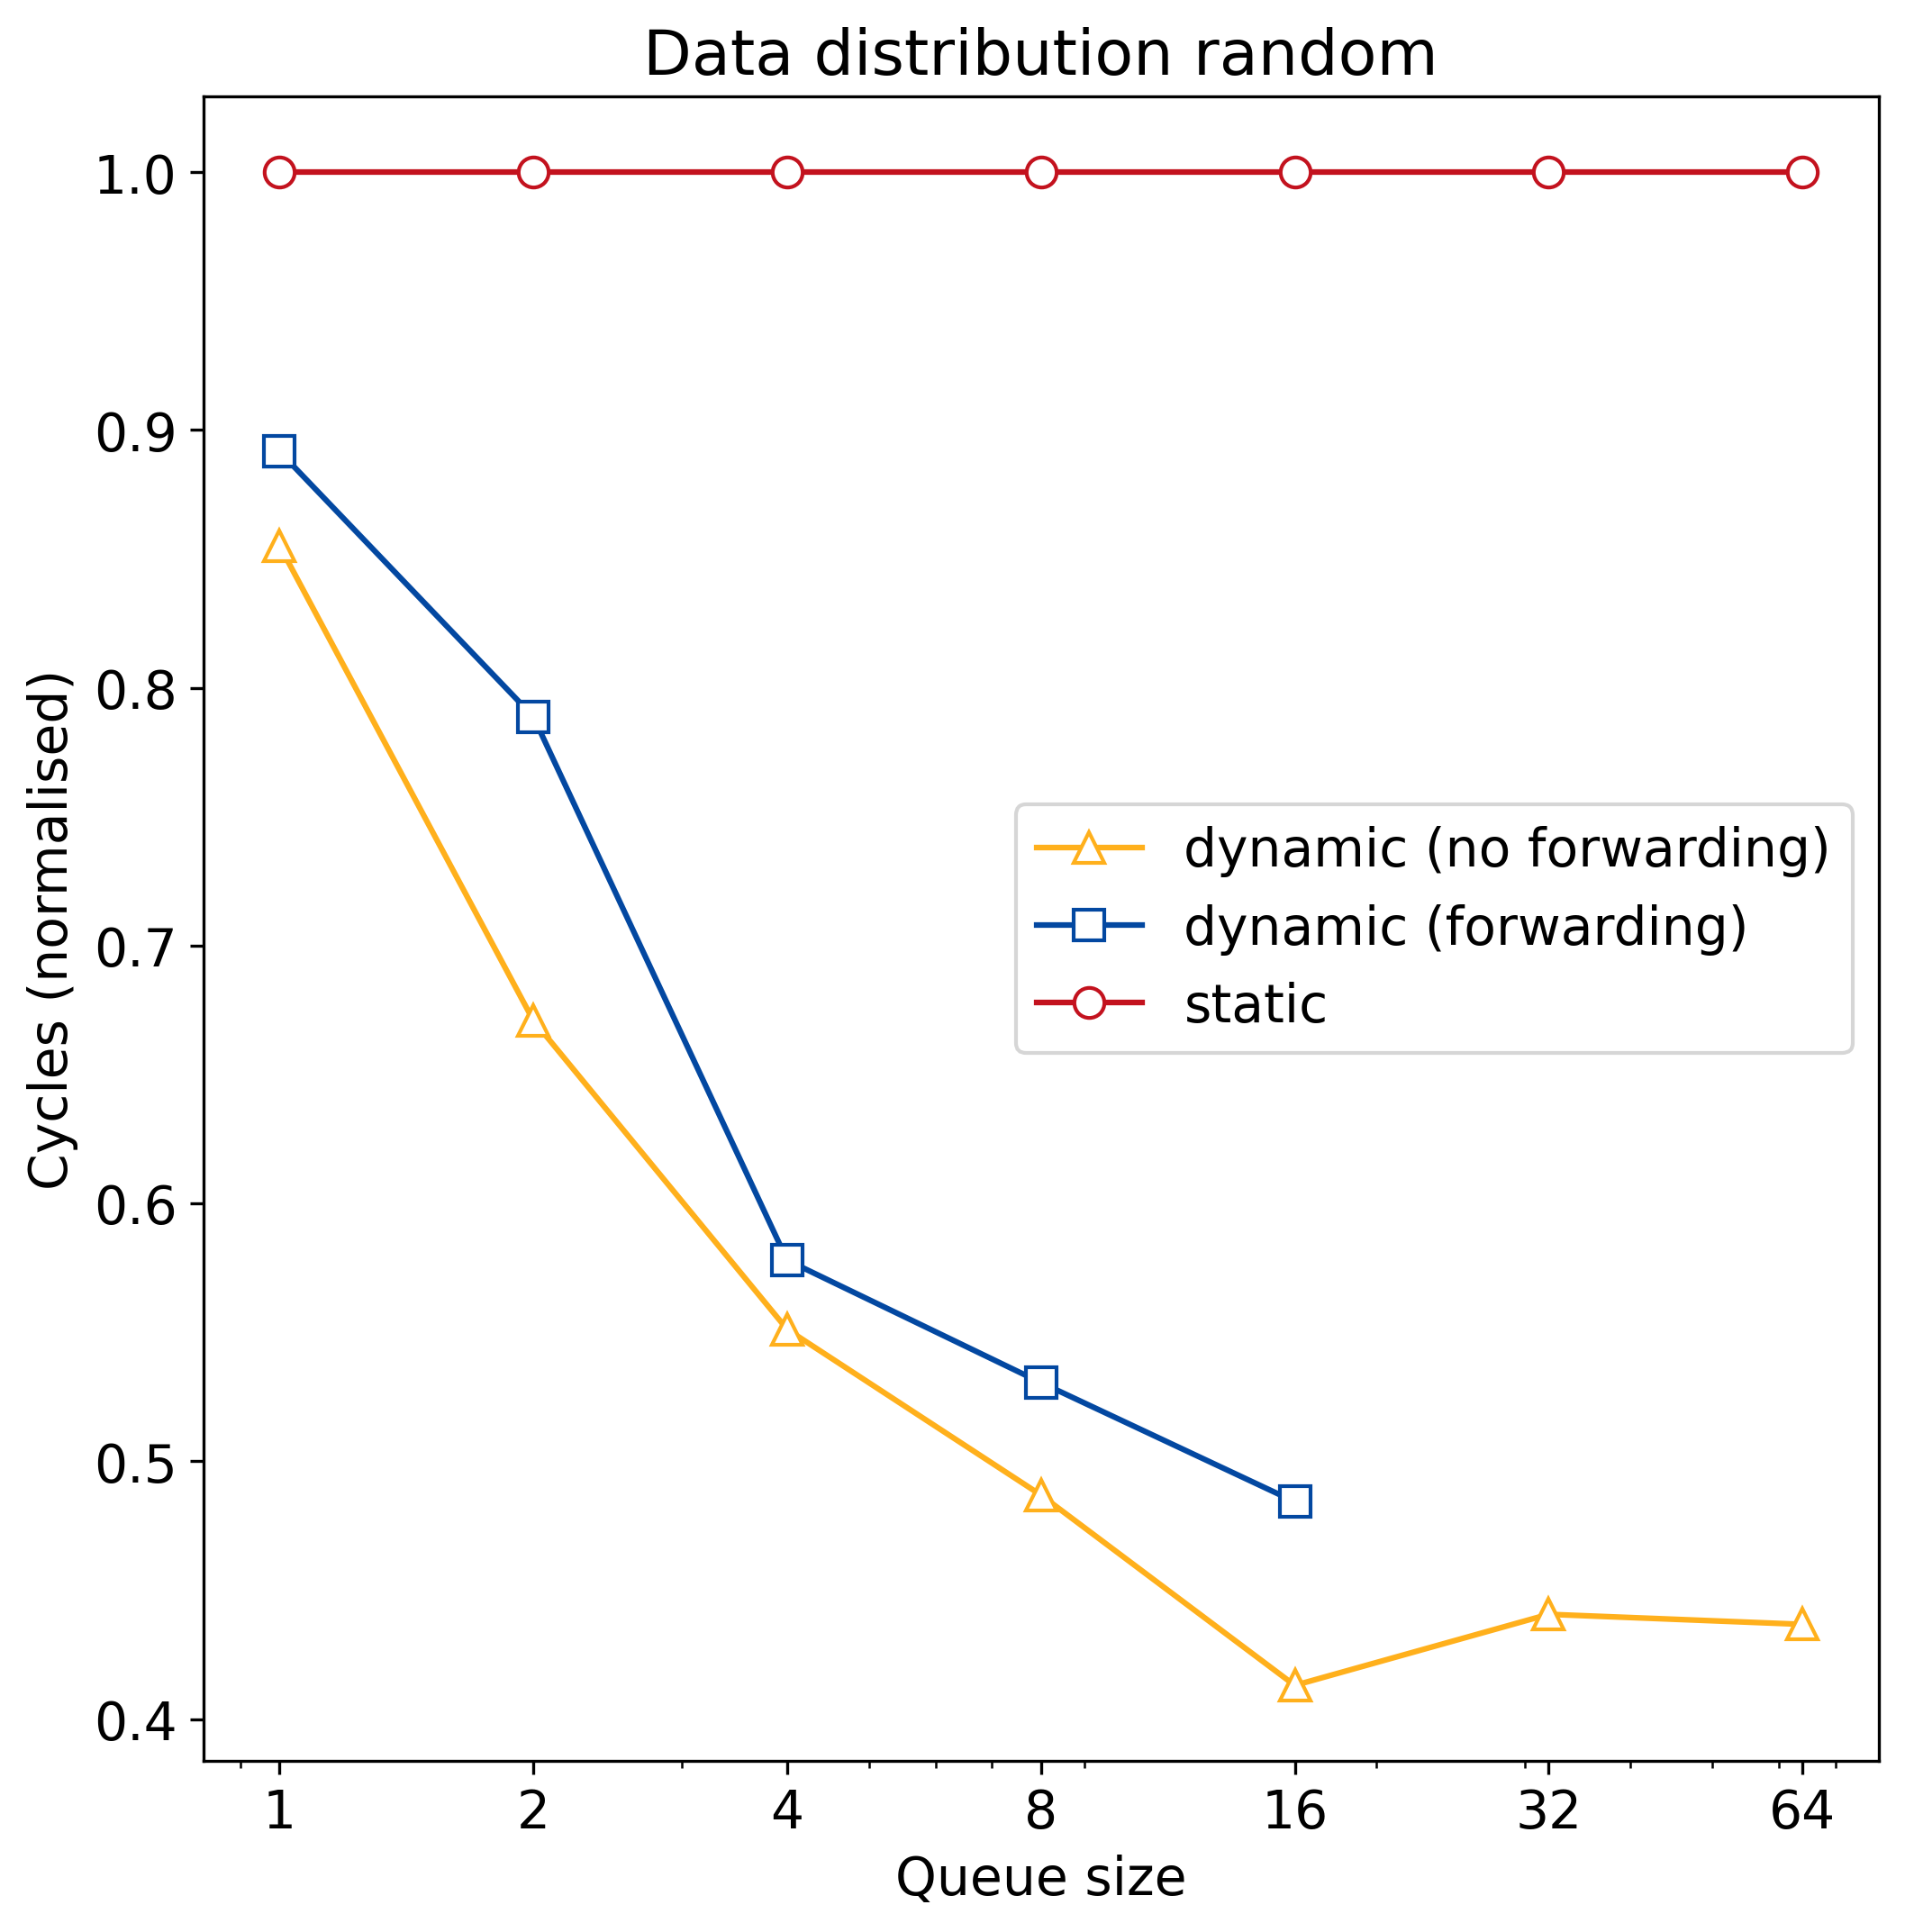 Data distribution random
Cycles (normalised)
1.0
0.9
0.8
0.7
0.6
0.5
0.4
dynamic (no forwarding)
dynamic (forwarding)
static
1 2 4 8 16 32 64
Queue size